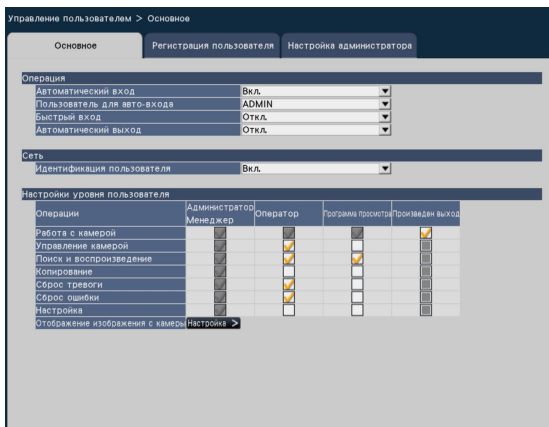 Управление пользователем > Основное
Основное Регистрация пользователя Настройка администратора
Операция
Автоматический вход Вкл.
Пользователь для авто-входа ADMIN
Быстрый вход Откл.
Автоматический выход Откл.
Сеть
Идентификация пользователя Вкл.
Настройки уровня пользователя
Операции Администратор Менеджер Оператор Программа просмотра Произведен выход
Работа с камерой
Управление камерой
Поиск и воспроизведение
Копирование
Сброс тревоги
Сброс ошибки
Настройка
Отображение изображения с камеры Настройка >